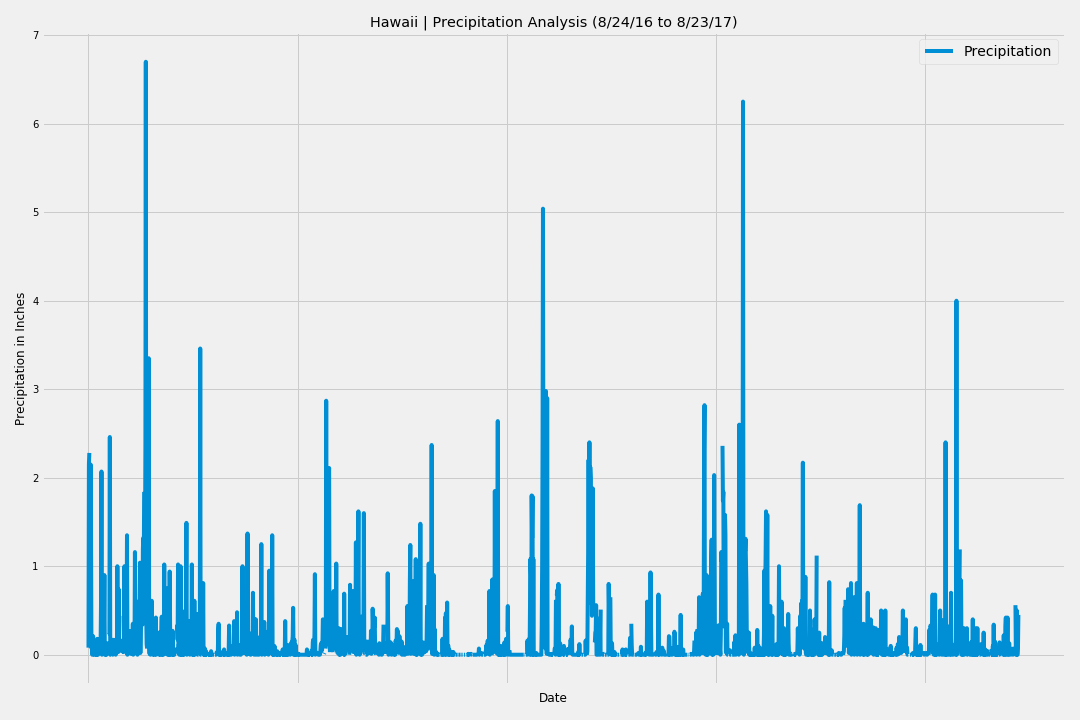 Hawaii | Precipitation Analysis (8/24/16 to 8/23/17)
Precipitation
7
6
5
4
3
2
1
0
Precipitation in Inches
Date